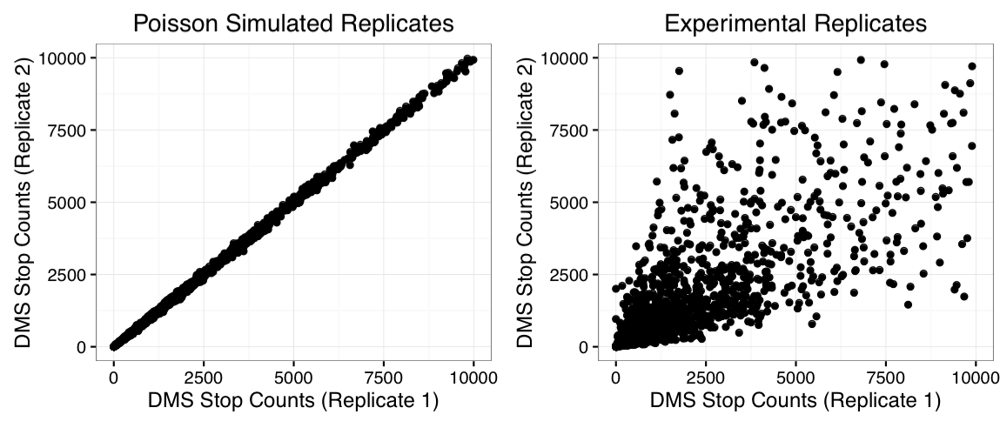 Poisson Simulated Replicates
DMS Stop Counts (Replicate 2)
10000
7500
5000
2500
0
0 2500 5000 7500 10000
DMS Stop Counts (Replicate 1)
Experimental Replicates
DMS Stop Counts (Replicate 2)
10000
7500
5000
2500
0
0 2500 5000 7500 10000
DMS Stop Counts (Replicate 1)